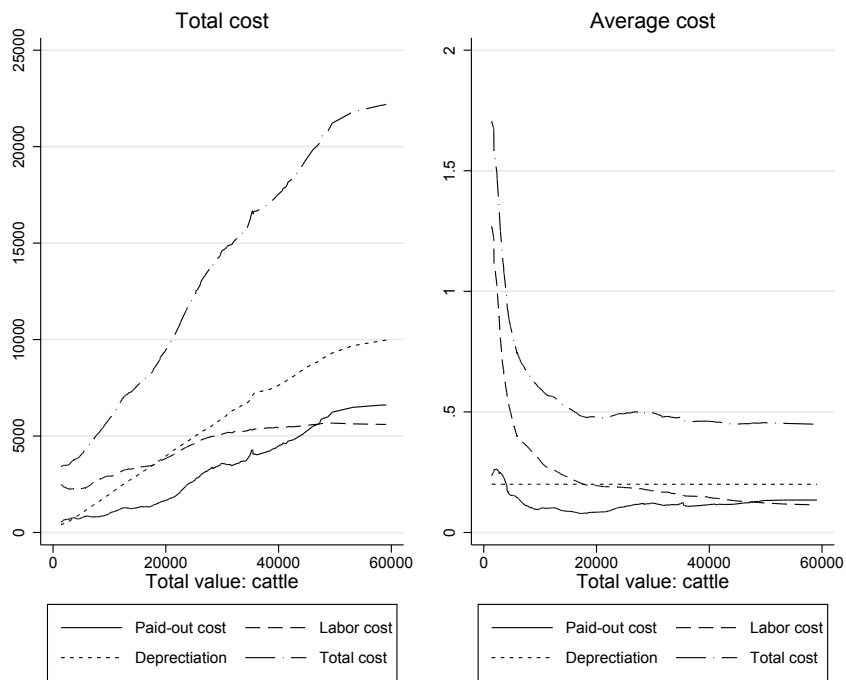 Total cost
25000
20000
15000
10000
5000
0
0 20000 40000 60000
Total value: cattle
Paid-out cost Labor cost
Deprectiation Total cost
Average cost
2
1.5
1
.5
0
0 20000 40000 60000
Total value: cattle
Paid-out cost Labor cost
Deprectiation Total cost